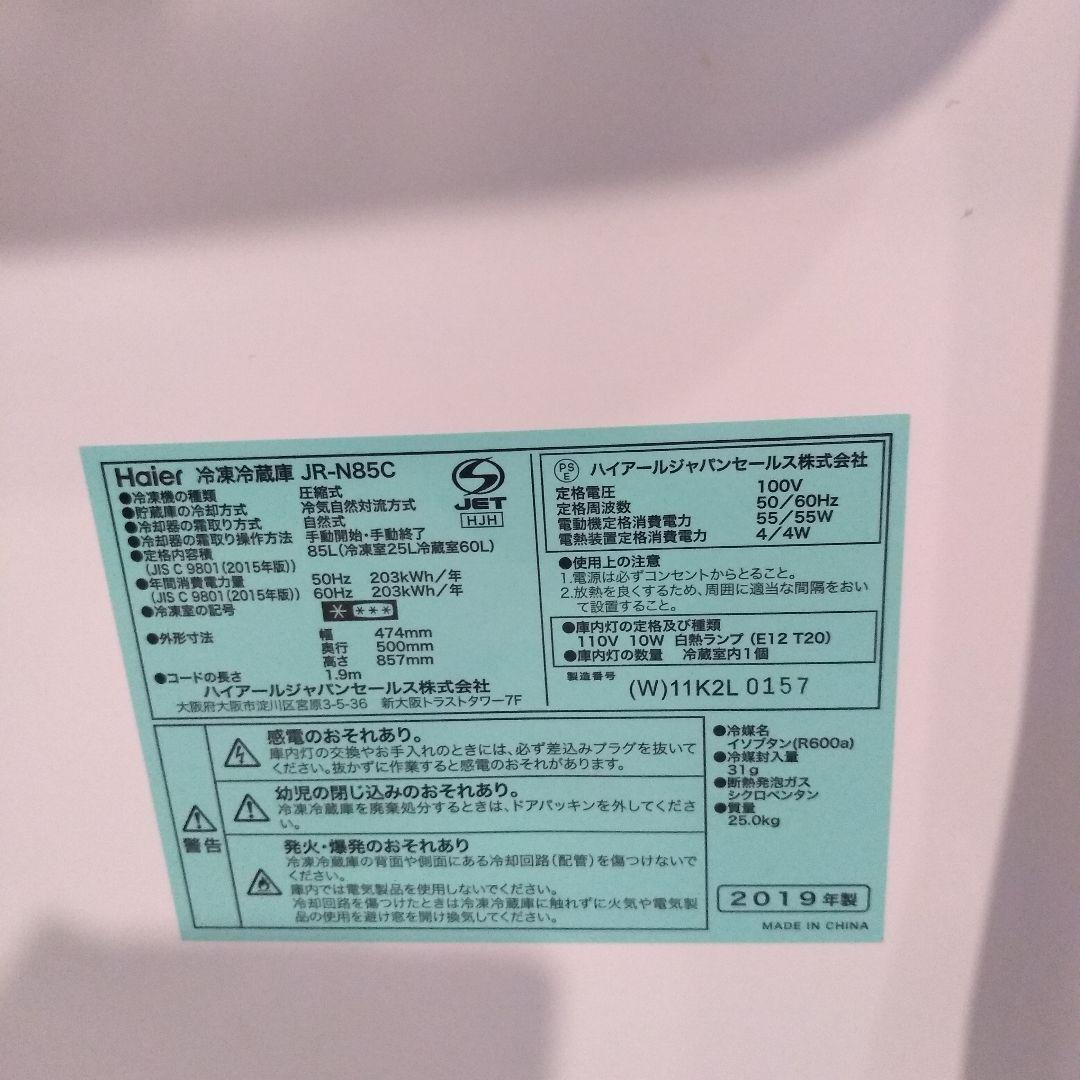 Haier 冷凍冷蔵庫 JR-N85C
●冷凍機の種類 圧縮式
●貯蔵庫の冷却方式 冷気自然対流方式
●冷却器の霜取り方式 自然式
●冷却器の霜取り操作方法 手動開始・手動終了
●定格内容積 85L(冷凍室25L冷蔵室60L)
(JIS C 9801(2015年版))
●年間消費電力量 50Hz 203kWh/年
(JIS C 9801(2015年版)) 60Hz 203kWh/年
●冷凍室の記号
●外形寸法 幅 474mm
奥行 500mm
高さ 857mm
●コードの長さ 1.9m
ハイアールジャパンセールス株式会社
大阪府大阪市淀川区宮原3-5-36 新大阪トラストタワー7F
JET
HJH
PS
E
ハイアールジャパンセールス株式会社
定格電圧 100V
定格周波数 50/60Hz
電動機定格消費電力 55/55W
電熱装置定格消費電力 4/4W
●使用上の注意
1.電源は必ずコンセントからとること。
2.放熱を良くするため、周囲に適当な間隔をおい
て設置すること。
●庫内灯の定格及び種類
110V 10W 白熱ランプ(E12 T20)
●庫内灯の数量 冷蔵室内1個
製造番号
(W)11K2L 0157
警告
感電のおそれあり。
庫内灯の交換やお手入れのときには、必ず差込みプラグを抜いて
ください。抜かずに作業すると感電のおそれがあります。
幼児の閉じ込みのおそれあり。
冷凍冷蔵庫を廃棄処分するときは、ドアパッキンを外してくださ
い。
発火・爆発のおそれあり
冷凍冷蔵庫の背面や側面にある冷却回路(配管)を傷つけないで
ください。
庫内では電気製品を使用しないでください。
冷却回路を傷つけたときは冷凍冷蔵庫に触れずに火気や電気製
品の使用を避け窓を開け換気してください。
●冷媒名
イソブタン(R600a)
●冷媒封入量
31g
●断熱発泡ガス
シクロペンタン
●質量
25.0kg
2019年製
MADE IN CHINA